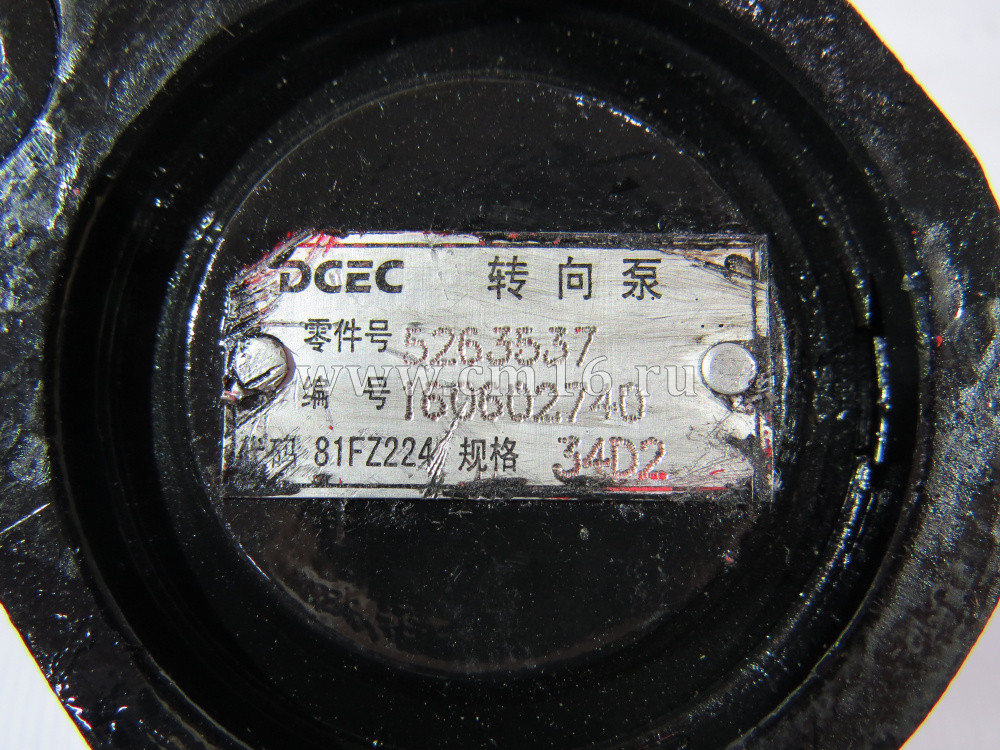 DCEC 转向泵
零件号 5263537
www.cm16.ru
编号 160602740
代码 81FZ224 规格 34D2